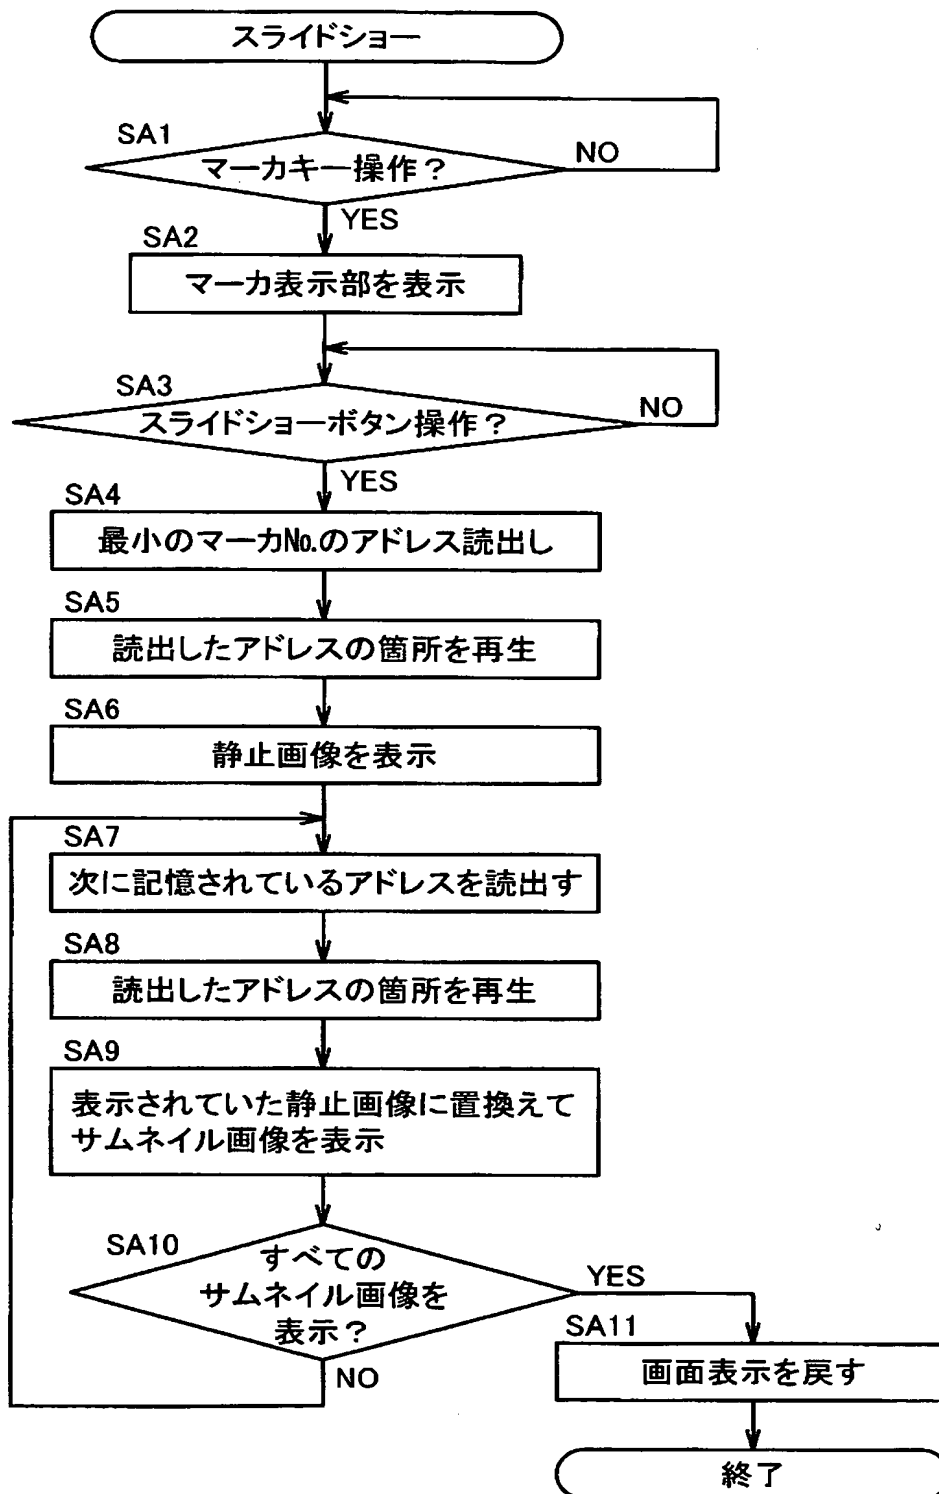 スライドショー
SA1
マーカキー操作？
NO
YES
SA2
マーカ表示部を表示
SA3
スライドショーボタン操作？
NO
YES
SA4
最小のマーカNo.のアドレス読出し
SA5
読出したアドレスの箇所を再生
SA6
静止画像を表示
SA7
次に記憶されているアドレスを読出す
SA8
読出したアドレスの箇所を再生
SA9
表示されていた静止画像に置換えて
サムネイル画像を表示
SA10
すべての
サムネイル画像を
表示？
YES
NO
SA11
画面表示を戻す
終了